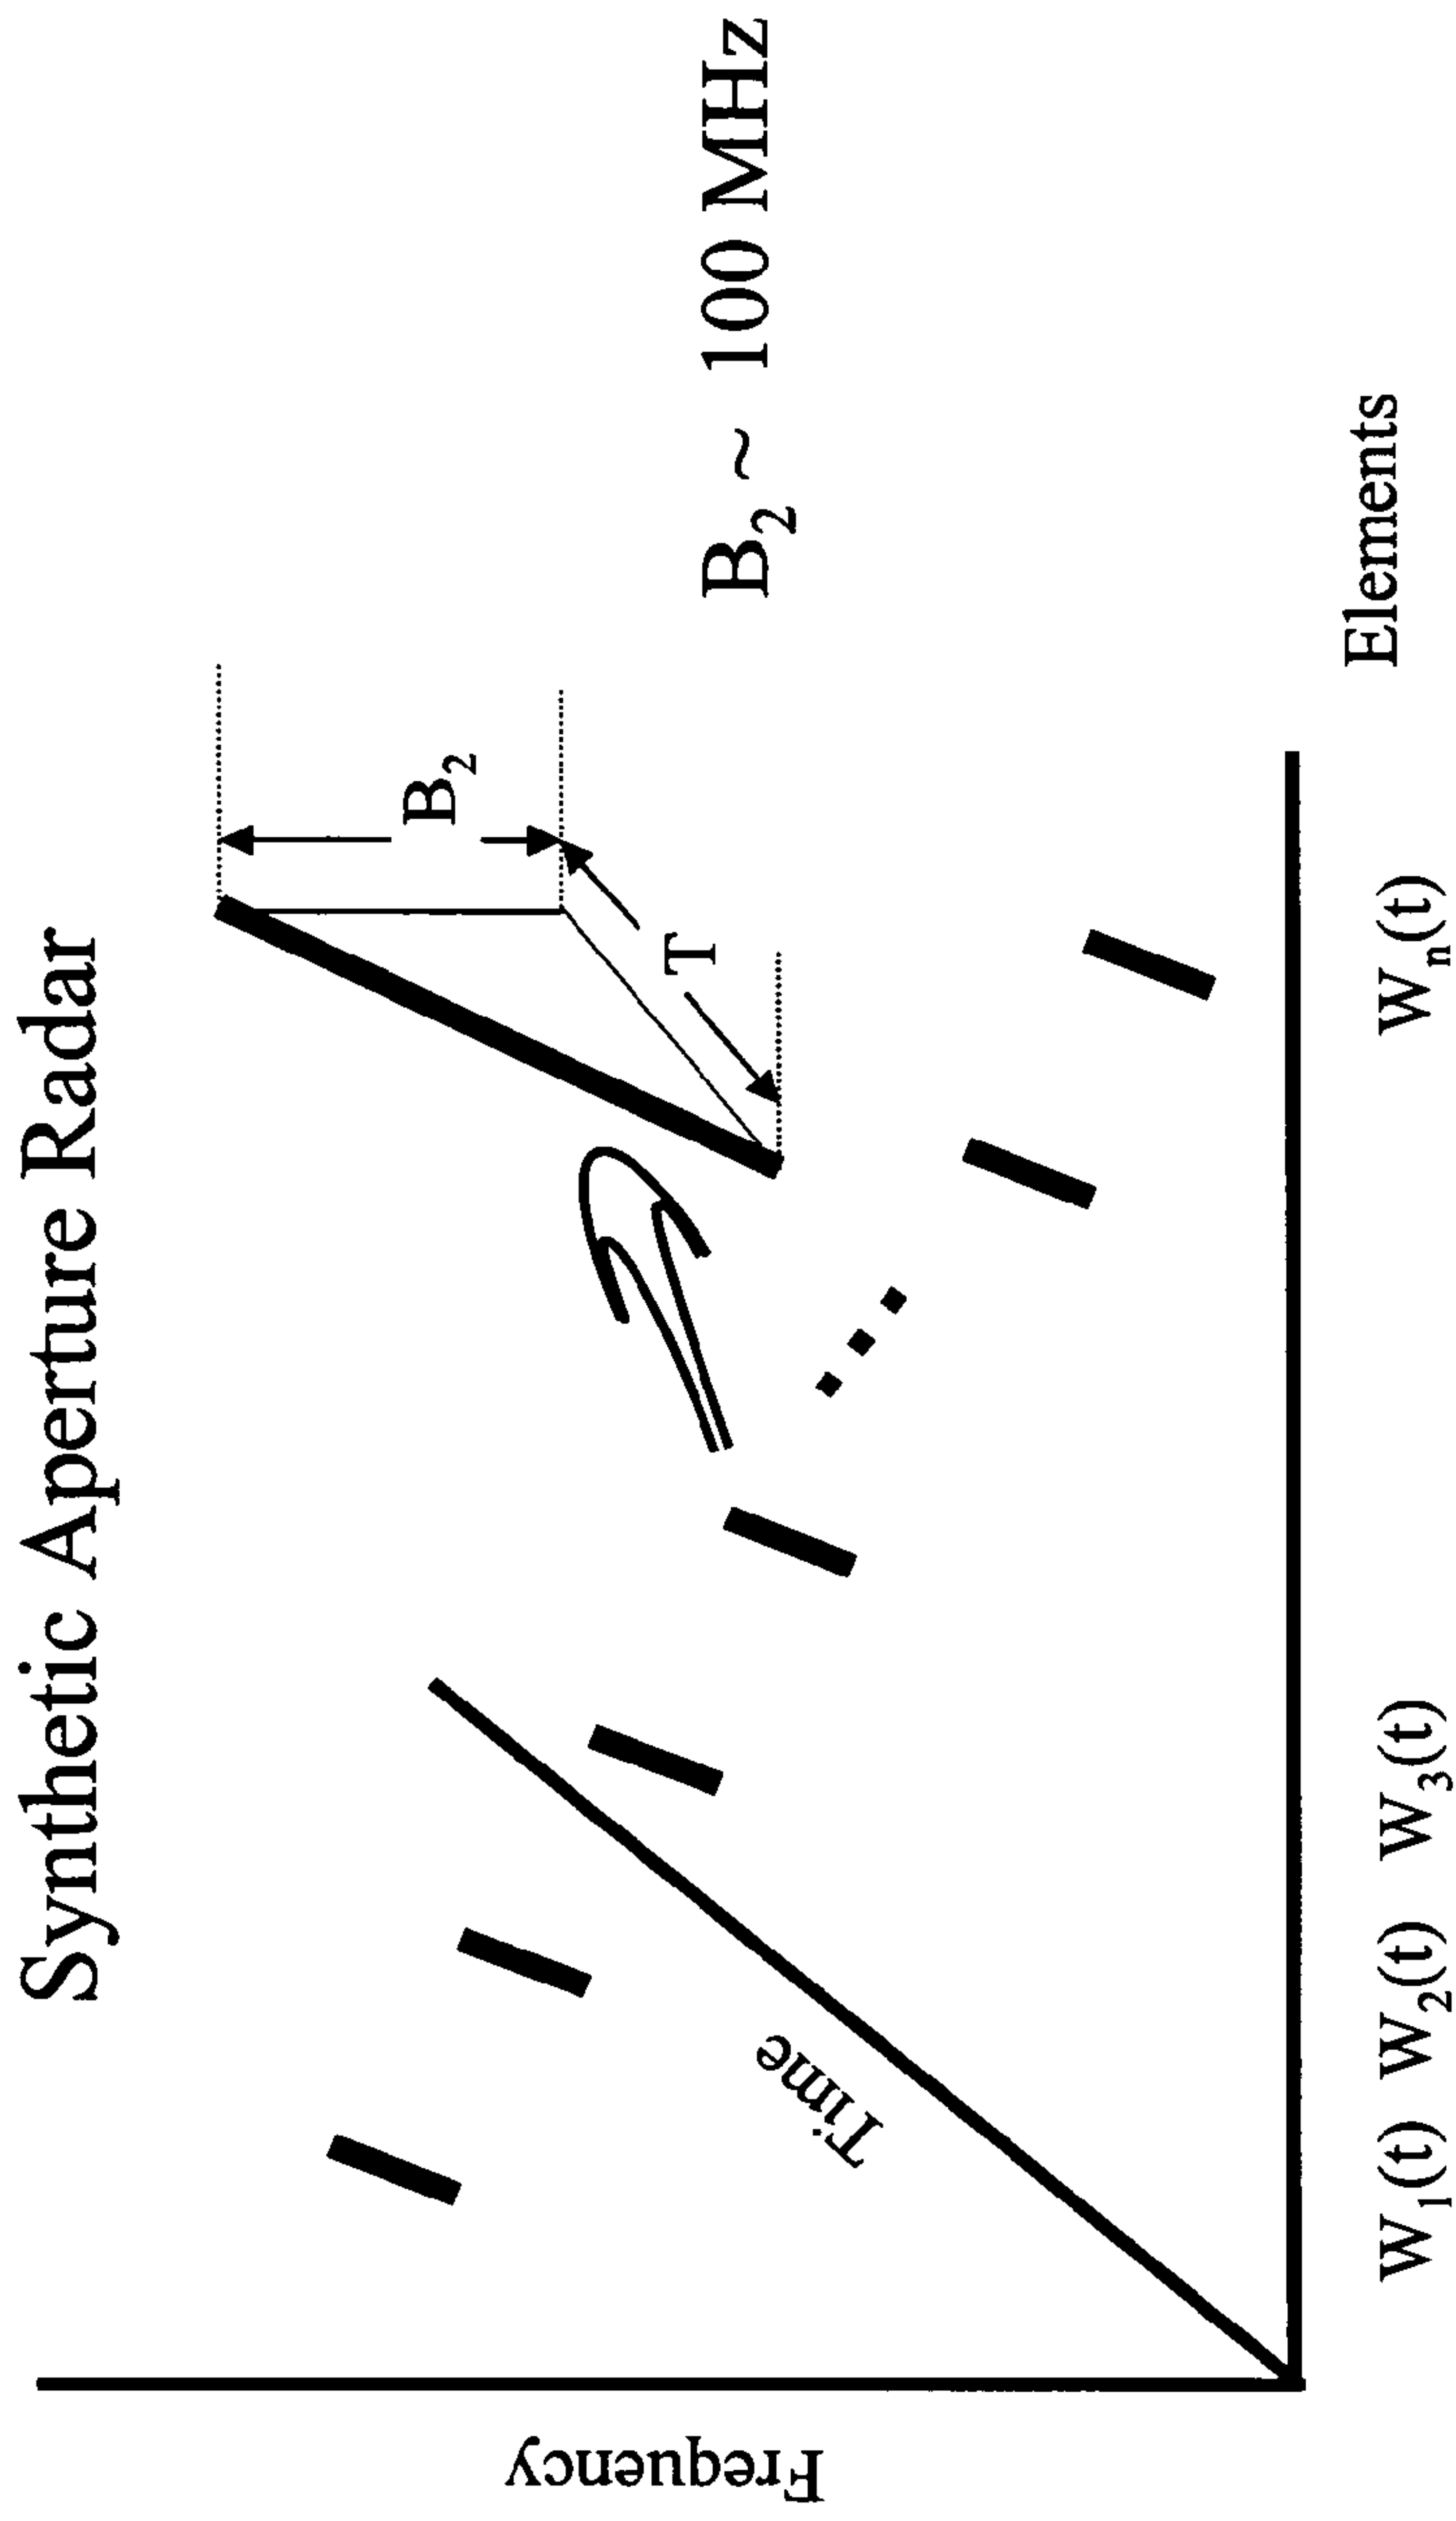 Synthetic Aperture Radar
Frequency
Time
B₂
T
B₂ ~ 100 MHz
Elements
W₁(t) W₂(t) W₃(t) Wₙ(t)